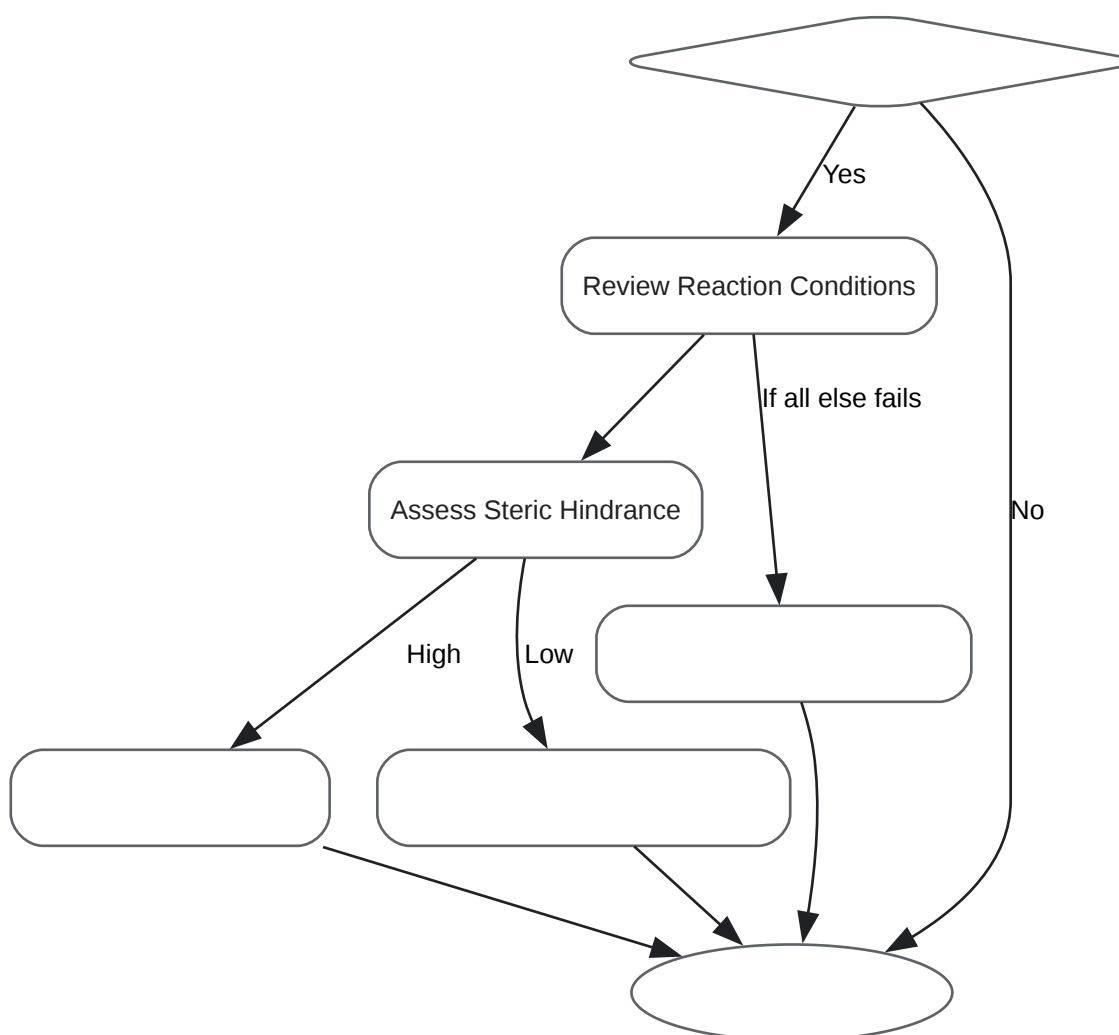 Yes
Review Reaction Conditions
If all else fails
Assess Steric Hindrance
No
High
Low